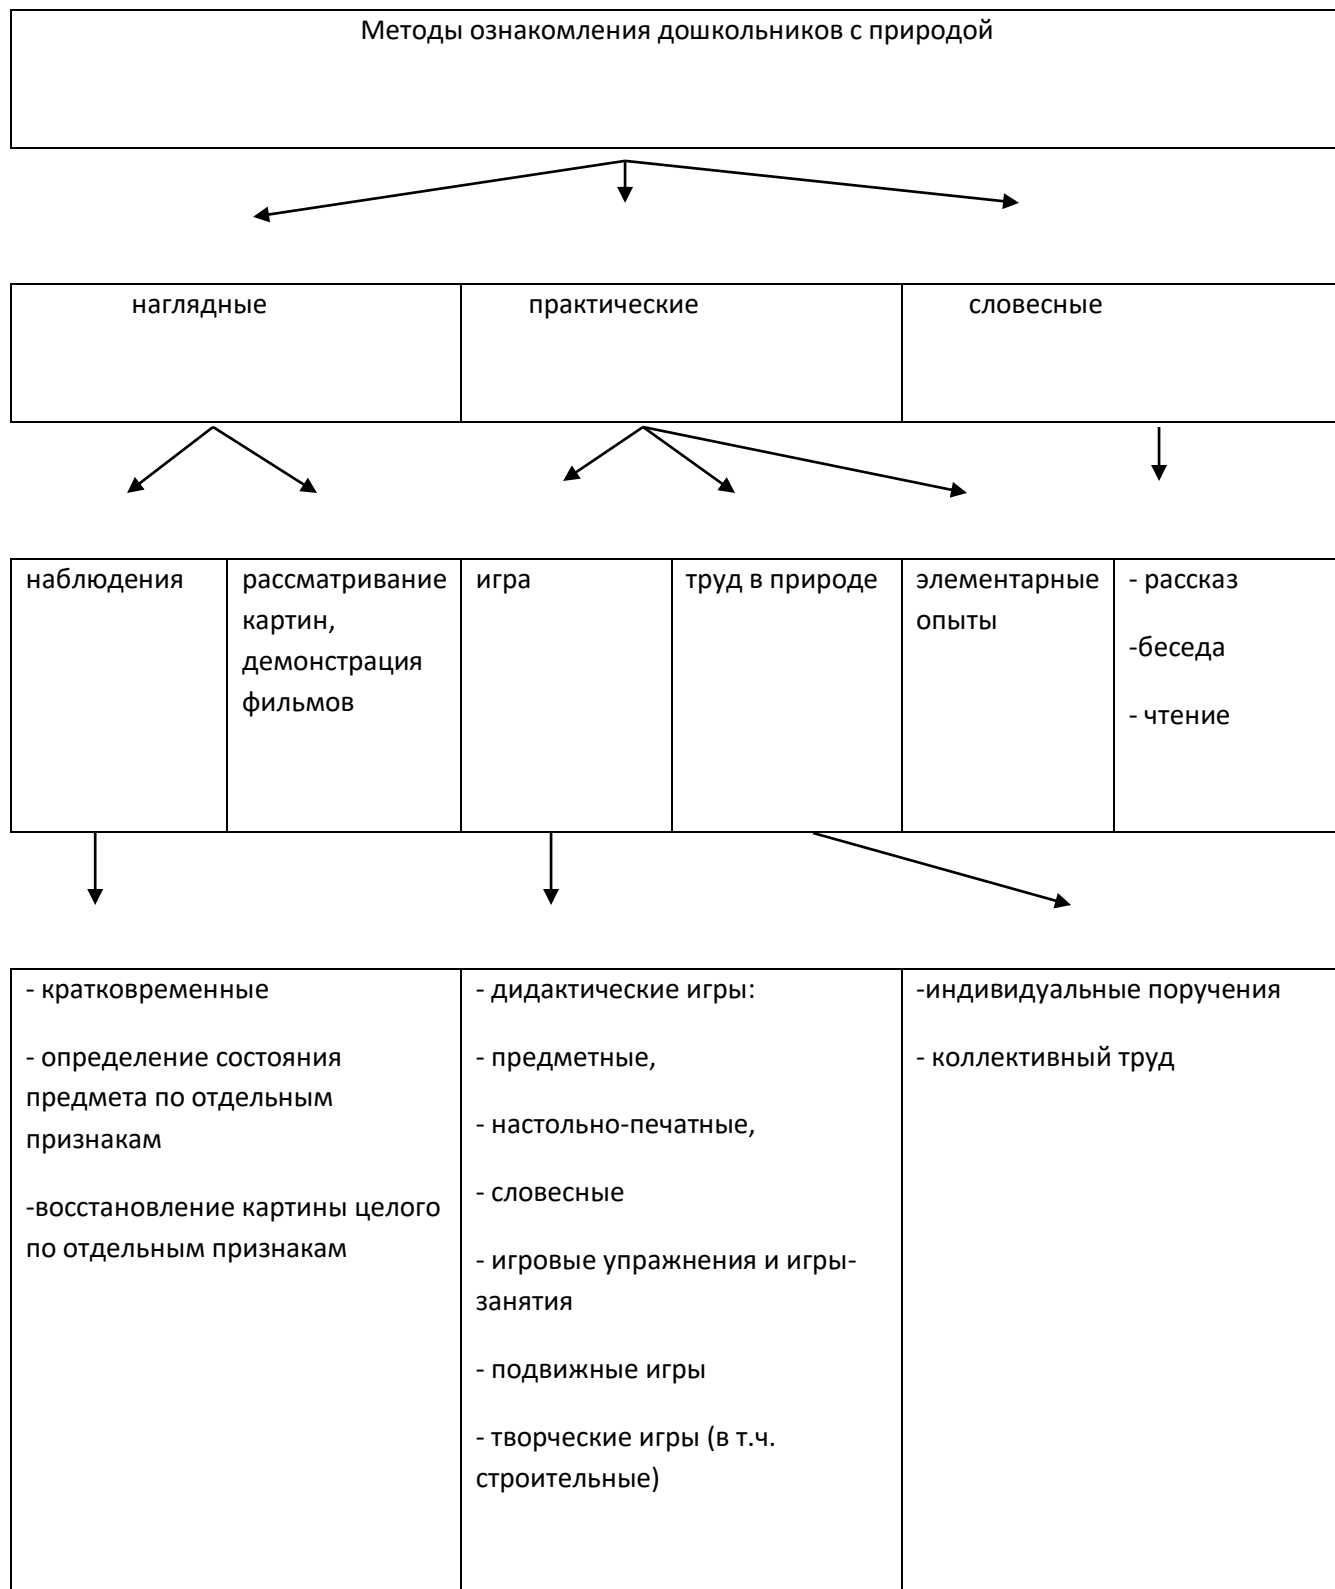 Методы ознакомления дошкольников с природой
наглядные
практические
словесные
наблюдения
рассматривание
картин,
демонстрация
фильмов
игра
труд в природе
элементарные
опыты
- рассказ
-беседа
- чтение
- кратковременные
- определение состояния
предмета по отдельным
признакам
-восстановление картины целого
по отдельным признакам
- дидактические игры:
- предметные,
- настольно-печатные,
- словесные
- игровые упражнения и игры-
занятия
- подвижные игры
- творческие игры (в т.ч.
строительные)
-индивидуальные поручения
- коллективный труд